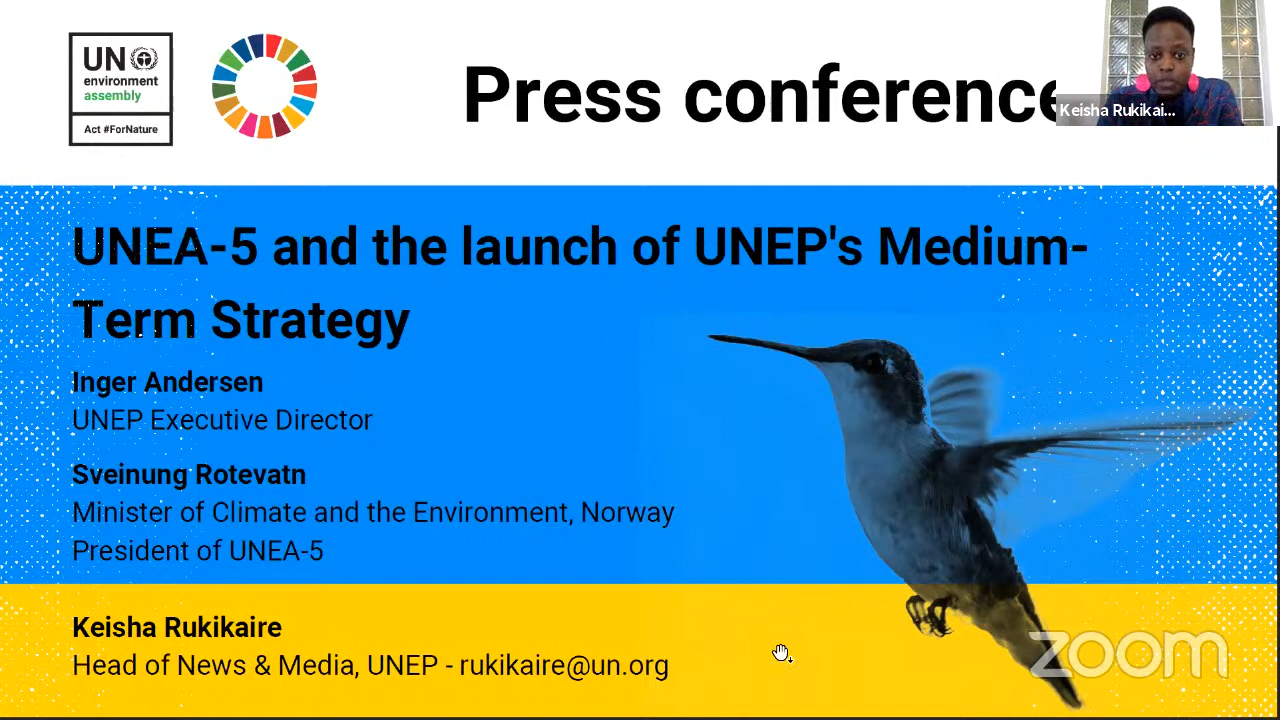 UN
environment
assembly
Act #ForNature
Press conference
Keisha Rukikai...
UNEA-5 and the launch of UNEP's Medium-
Term Strategy
Inger Andersen
UNEP Executive Director
Sveinung Rotevatn
Minister of Climate and the Environment, Norway
President of UNEA-5
Keisha Rukikaire
Head of News & Media, UNEP - rukikaire@un.org
zoom